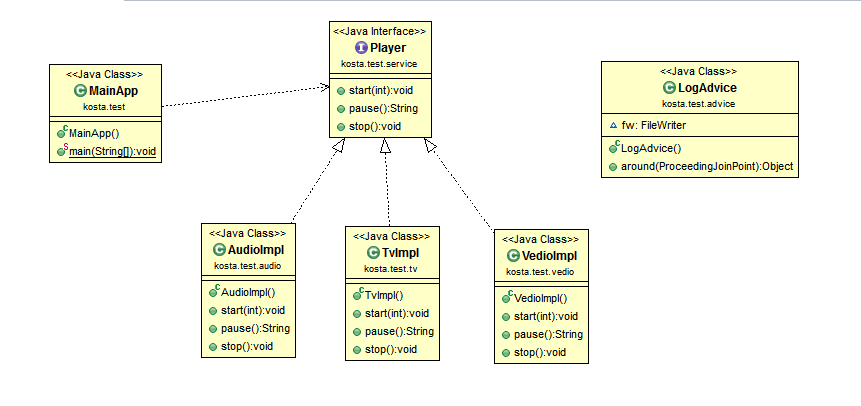 <<Java Interface>>
I Player
kosta.test.service
start(int):void
pause():String
stop():void
<<Java Class>>
C MainApp
kosta.test
C MainApp()
S main(String[]):void
<<Java Class>>
C LogAdvice
kosta.test.advice
fw: FileWriter
C LogAdvice()
around(ProceedingJoinPoint):Object
<<Java Class>>
C AudioImpl
kosta.test.audio
C AudioImpl()
start(int):void
pause():String
stop():void
<<Java Class>>
C TvImpl
kosta.test.tv
C TvImpl()
start(int):void
pause():String
stop():void
<<Java Class>>
C VedioImpl
kosta.test.vedio
C VedioImpl()
start(int):void
pause():String
stop():void